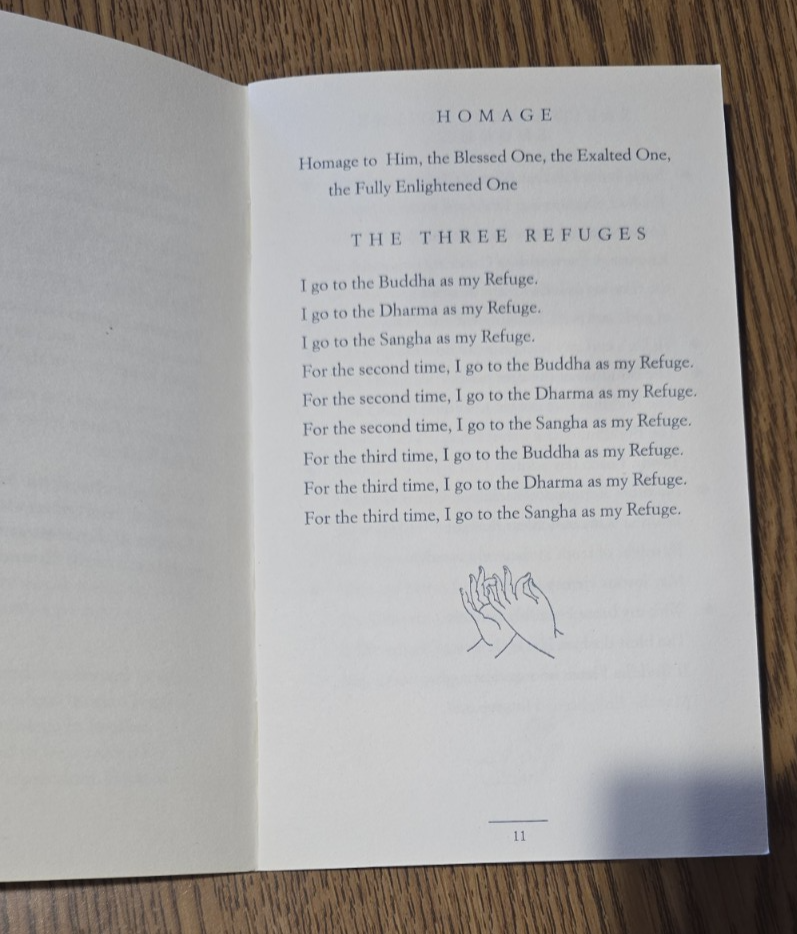 HOMAGE
Homage to Him, the Blessed One, the Exalted One,
the Fully Enlightened One
THE THREE REFUGES
I go to the Buddha as my Refuge.
I go to the Dharma as my Refuge.
I go to the Sangha as my Refuge.
For the second time, I go to the Buddha as my Refuge.
For the second time, I go to the Dharma as my Refuge.
For the second time, I go to the Sangha as my Refuge.
For the third time, I go to the Buddha as my Refuge.
For the third time, I go to the Dharma as my Refuge.
For the third time, I go to the Sangha as my Refuge.
11